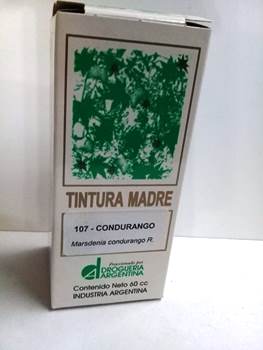 TINTURA MADRE
107 - CONDURANGO
Marsdenia condurango R.
Fraccionado por
DROGUERIA
ARGENTINA
Contenido Neto 60 cc
INDUSTRIA ARGENTINA